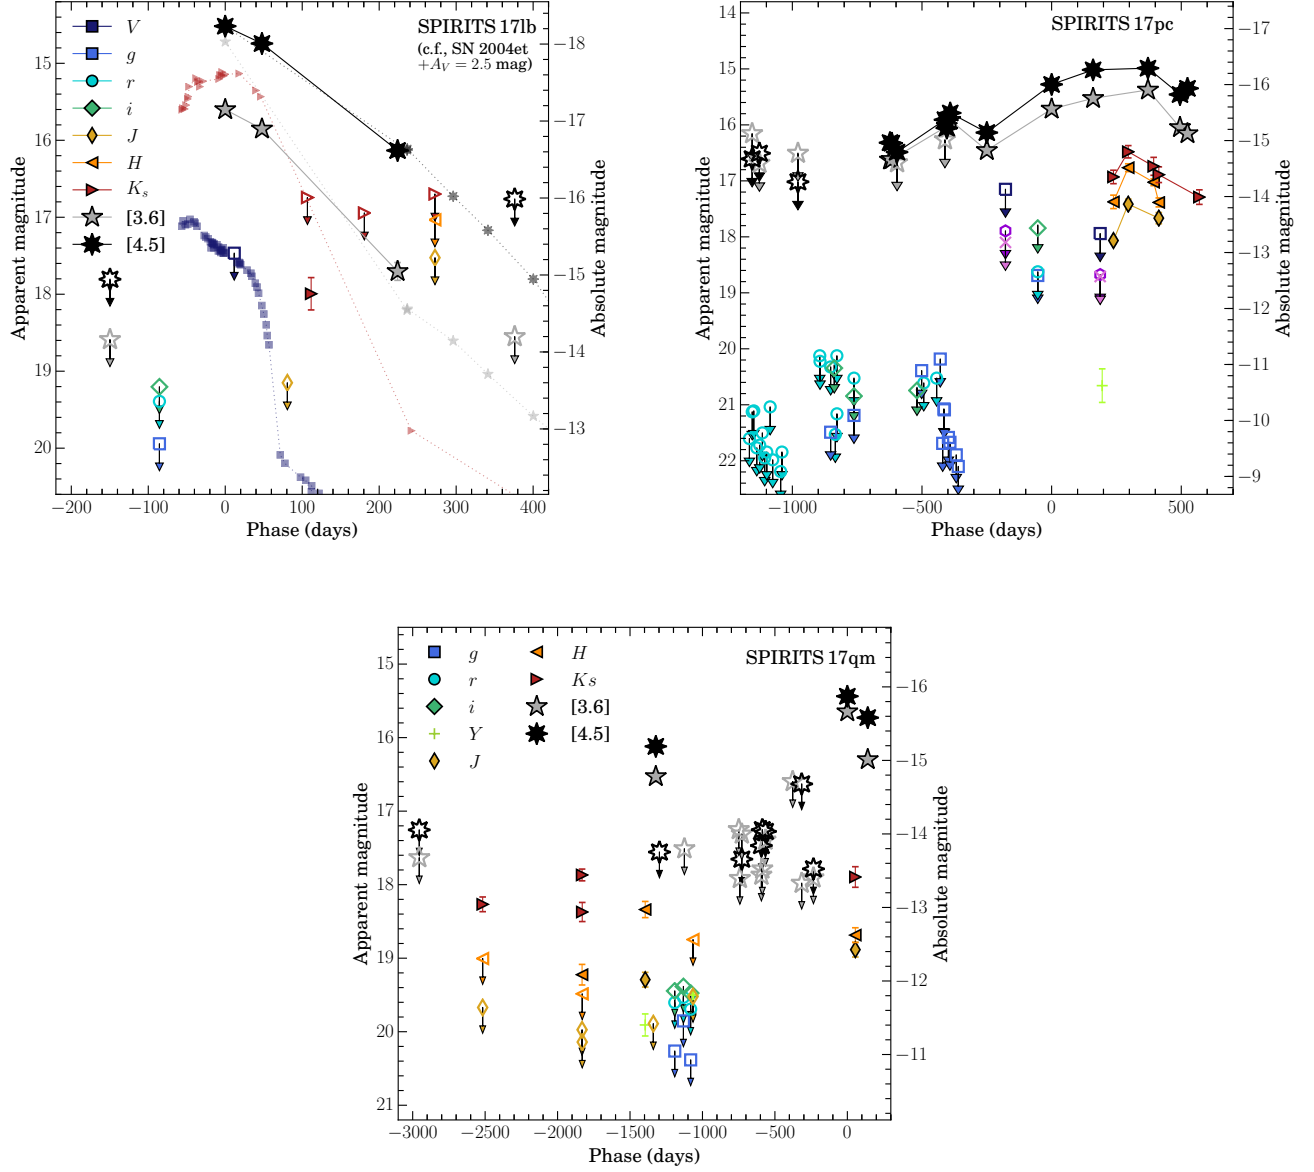 SPIRITS 17lb
(c.f., SN 2004et
+A_V = 2.5 mag)
V
g
r
i
J
H
K_s
[3.6]
[4.5]
15
16
17
18
19
20
Apparent magnitude
−18
−17
−16
−15
−14
−13
Absolute magnitude
−200
−100
0
100
200
300
400
Phase (days)
SPIRITS 17pc
14
15
16
17
18
19
20
21
22
Apparent magnitude
−17
−16
−15
−14
−13
−12
−11
−10
−9
Absolute magnitude
−1000
−500
0
500
Phase (days)
SPIRITS 17qm
g
r
i
Y
J
H
Ks
[3.6]
[4.5]
15
16
17
18
19
20
21
Apparent magnitude
−16
−15
−14
−13
−12
−11
Absolute magnitude
−3000
−2500
−2000
−1500
−1000
−500
0
Phase (days)